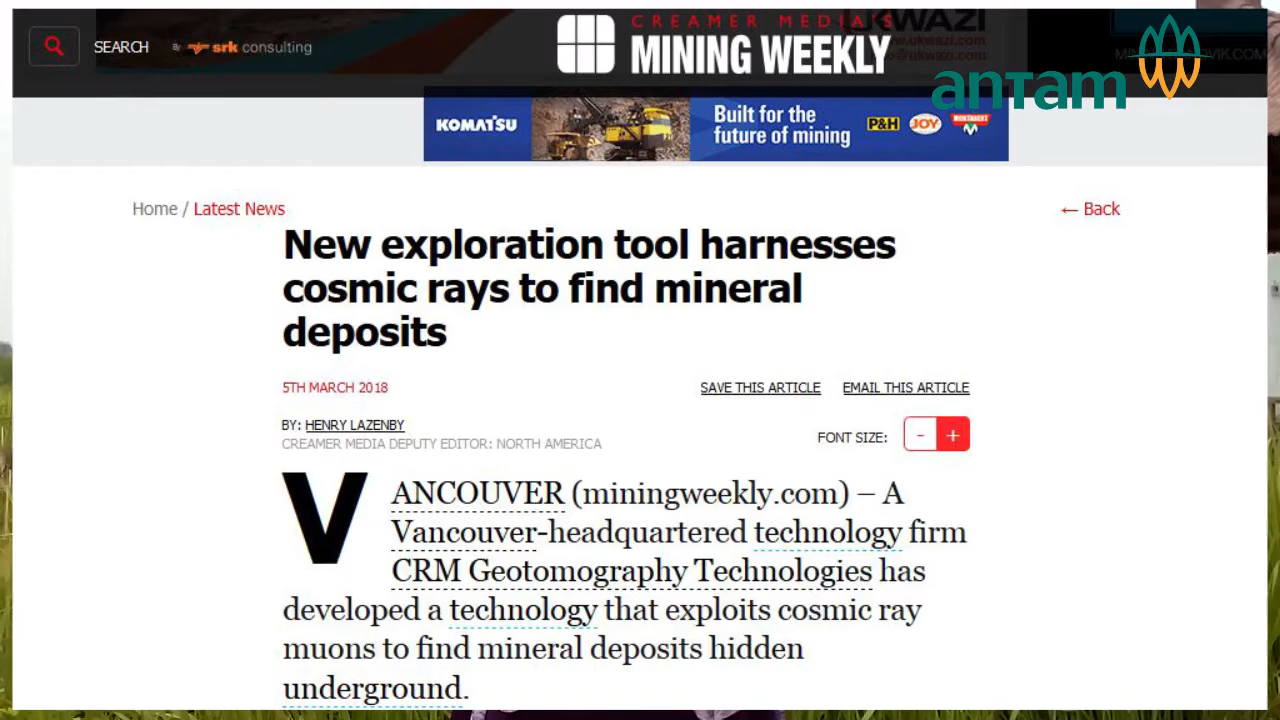 CREAMER MEDIA'S
UKWAZI
SEARCH By srk consulting
MINING WEEKLY
antam
KOMATSU
Built for the
future of mining
P&H JOY MONTABERT
Home / Latest News
← Back
New exploration tool harnesses
cosmic rays to find mineral
deposits
5TH MARCH 2018
SAVE THIS ARTICLE EMAIL THIS ARTICLE
BY: HENRY LAZENBY
CREAMER MEDIA DEPUTY EDITOR: NORTH AMERICA
FONT SIZE: - +
VANCOUVER (miningweekly.com) – A
Vancouver-headquartered technology firm
CRM Geotomography Technologies has
developed a technology that exploits cosmic ray
muons to find mineral deposits hidden
underground.